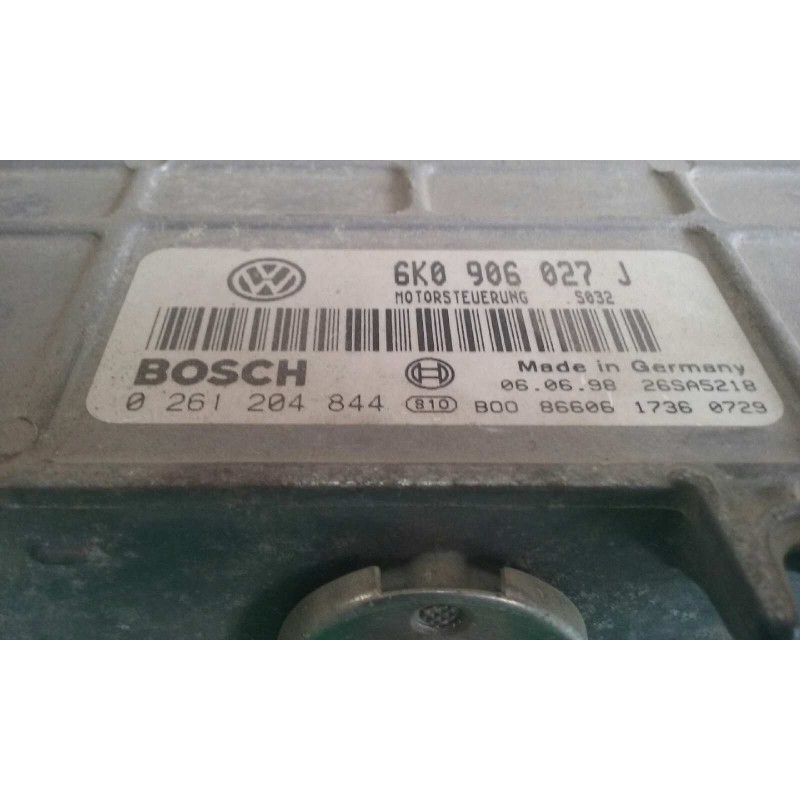 6K0 906 027 J
MOTORSTEUERUNG S032
BOSCH Made in Germany
06.06.98 26SA5218
0 261 204 844 810 B00 86606 1736 0729